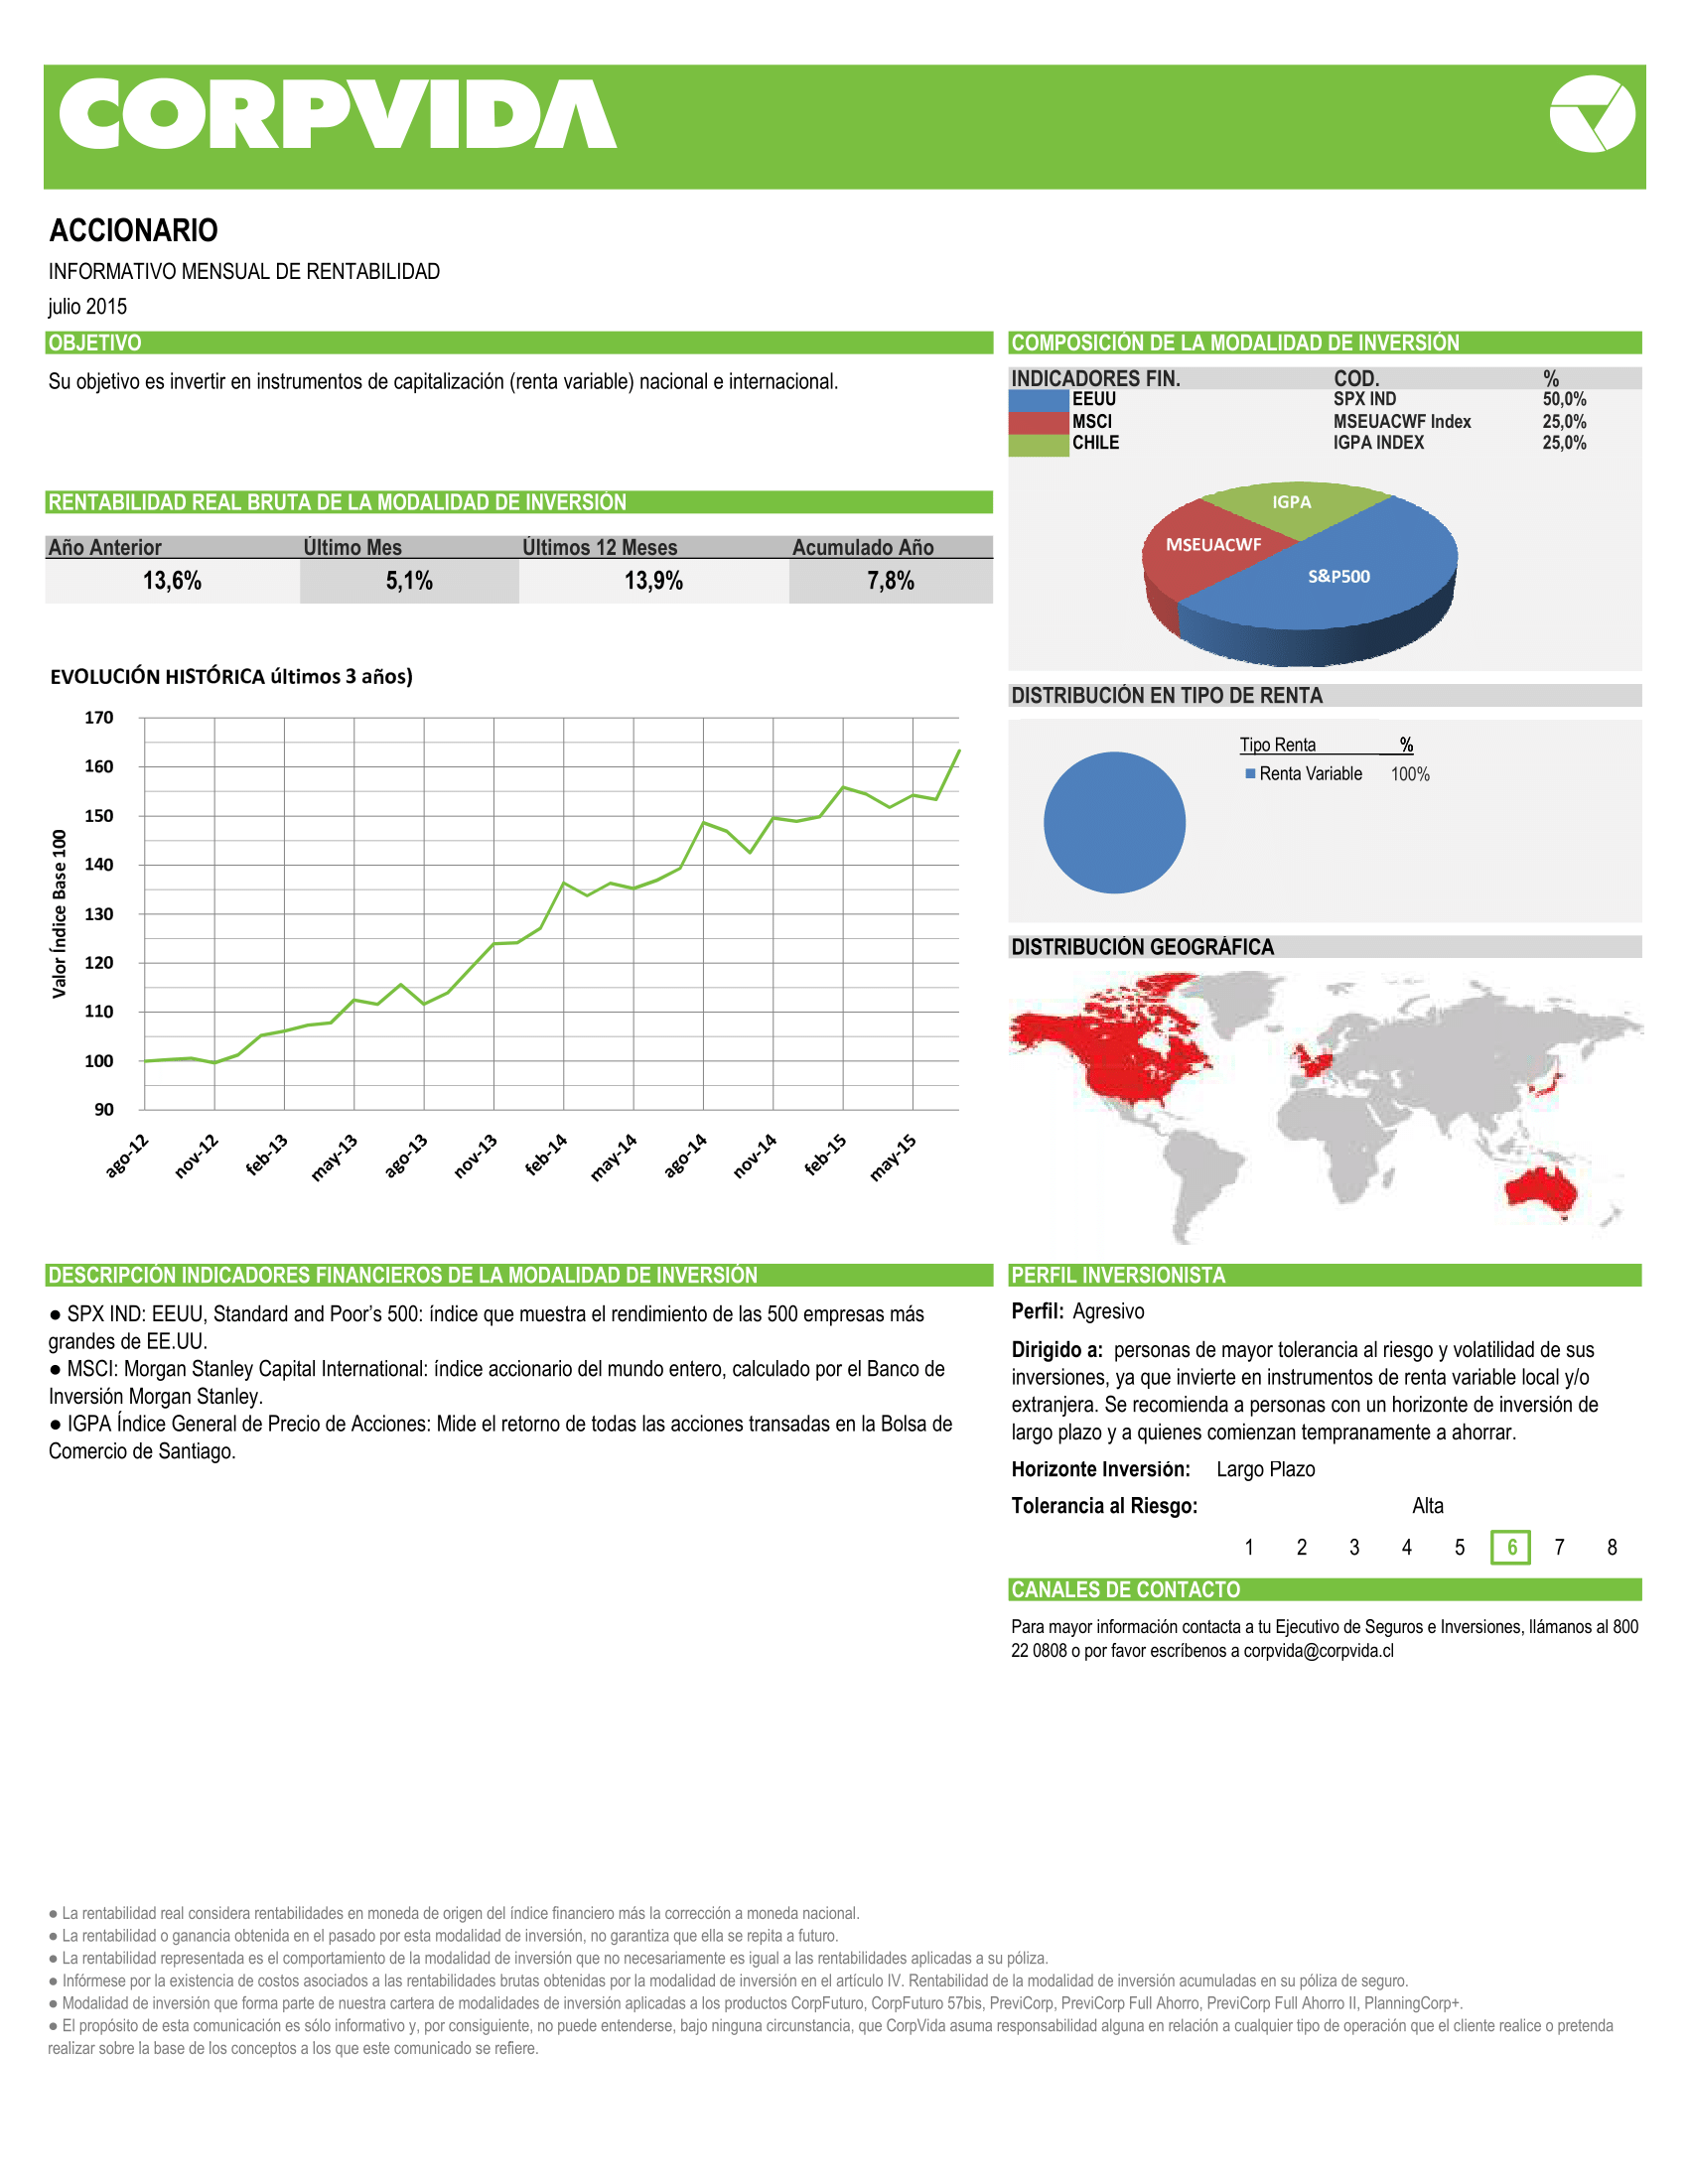 CORPVIDA
ACCIONARIO
INFORMATIVO MENSUAL DE RENTABILIDAD
julio 2015
OBJETIVO
Su objetivo es invertir en instrumentos de capitalización (renta variable) nacional e internacional.
RENTABILIDAD REAL BRUTA DE LA MODALIDAD DE INVERSIÓN
Año Anterior Último Mes Últimos 12 Meses Acumulado Año
13,6% 5,1% 13,9% 7,8%
EVOLUCIÓN HISTÓRICA últimos 3 años)
Valor Índice Base 100
170
160
150
140
130
120
110
100
90
ago-12 nov-12 feb-13 may-13 ago-13 nov-13 feb-14 may-14 ago-14 nov-14 feb-15 may-15
COMPOSICIÓN DE LA MODALIDAD DE INVERSIÓN
INDICADORES FIN. COD. %
EEUU SPX IND 50,0%
MSCI MSEUACWF Index 25,0%
CHILE IGPA INDEX 25,0%
IGPA
MSEUACWF
S&P500
DISTRIBUCIÓN EN TIPO DE RENTA
Tipo Renta %
Renta Variable 100%
DISTRIBUCIÓN GEOGRÁFICA
DESCRIPCIÓN INDICADORES FINANCIEROS DE LA MODALIDAD DE INVERSIÓN
● SPX IND: EEUU, Standard and Poor’s 500: índice que muestra el rendimiento de las 500 empresas más
grandes de EE.UU.
● MSCI: Morgan Stanley Capital International: índice accionario del mundo entero, calculado por el Banco de
Inversión Morgan Stanley.
● IGPA Índice General de Precio de Acciones: Mide el retorno de todas las acciones transadas en la Bolsa de
Comercio de Santiago.
PERFIL INVERSIONISTA
Perfil: Agresivo
Dirigido a: personas de mayor tolerancia al riesgo y volatilidad de sus
inversiones, ya que invierte en instrumentos de renta variable local y/o
extranjera. Se recomienda a personas con un horizonte de inversión de
largo plazo y a quienes comienzan tempranamente a ahorrar.
Horizonte Inversión: Largo Plazo
Tolerancia al Riesgo: Alta
1 2 3 4 5 6 7 8
CANALES DE CONTACTO
Para mayor información contacta a tu Ejecutivo de Seguros e Inversiones, llámanos al 800
22 0808 o por favor escríbenos a corpvida@corpvida.cl
● La rentabilidad real considera rentabilidades en moneda de origen del índice financiero más la corrección a moneda nacional.
● La rentabilidad o ganancia obtenida en el pasado por esta modalidad de inversión, no garantiza que ella se repita a futuro.
● La rentabilidad representada es el comportamiento de la modalidad de inversión que no necesariamente es igual a las rentabilidades aplicadas a su póliza.
● Infórmese por la existencia de costos asociados a las rentabilidades brutas obtenidas por la modalidad de inversión en el artículo IV. Rentabilidad de la modalidad de inversión acumuladas en su póliza de seguro.
● Modalidad de inversión que forma parte de nuestra cartera de modalidades de inversión aplicadas a los productos CorpFuturo, CorpFuturo 57bis, PreviCorp, PreviCorp Full Ahorro, PreviCorp Full Ahorro II, PlanningCorp+.
● El propósito de esta comunicación es sólo informativo y, por consiguiente, no puede entenderse, bajo ninguna circunstancia, que CorpVida asuma responsabilidad alguna en relación a cualquier tipo de operación que el cliente realice o pretenda
realizar sobre la base de los conceptos a los que este comunicado se refiere.